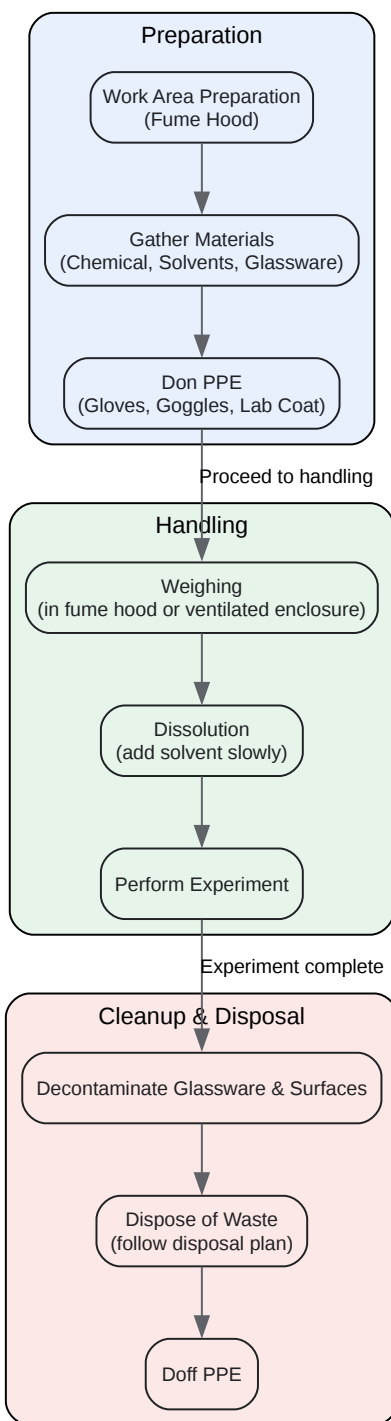 Preparation
Work Area Preparation
(Fume Hood)
Gather Materials
(Chemical, Solvents, Glassware)
Don PPE
(Gloves, Goggles, Lab Coat)
Proceed to handling
Handling
Weighing
(in fume hood or ventilated enclosure)
Dissolution
(add solvent slowly)
Perform Experiment
Experiment complete
Cleanup & Disposal
Decontaminate Glassware & Surfaces
Dispose of Waste
(follow disposal plan)
Doff PPE